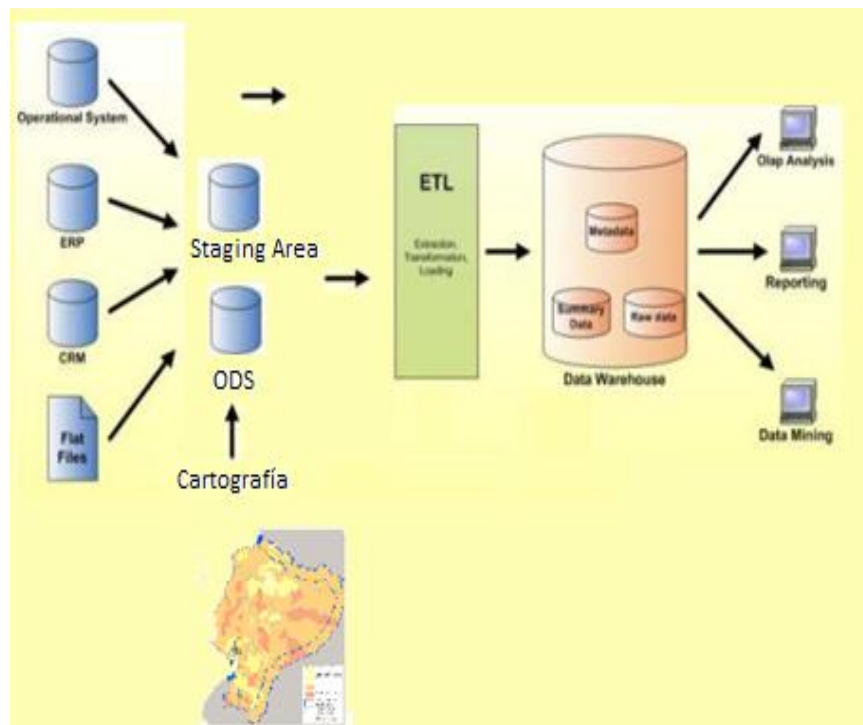 Operational System
ERP
CRM
Flat
Files
Staging Area
ODS
Cartografía
ETL
Extraction,
Transformation,
Loading
Metadata
Summary
Data
Raw data
Data Warehouse
Olap Analysis
Reporting
Data Mining